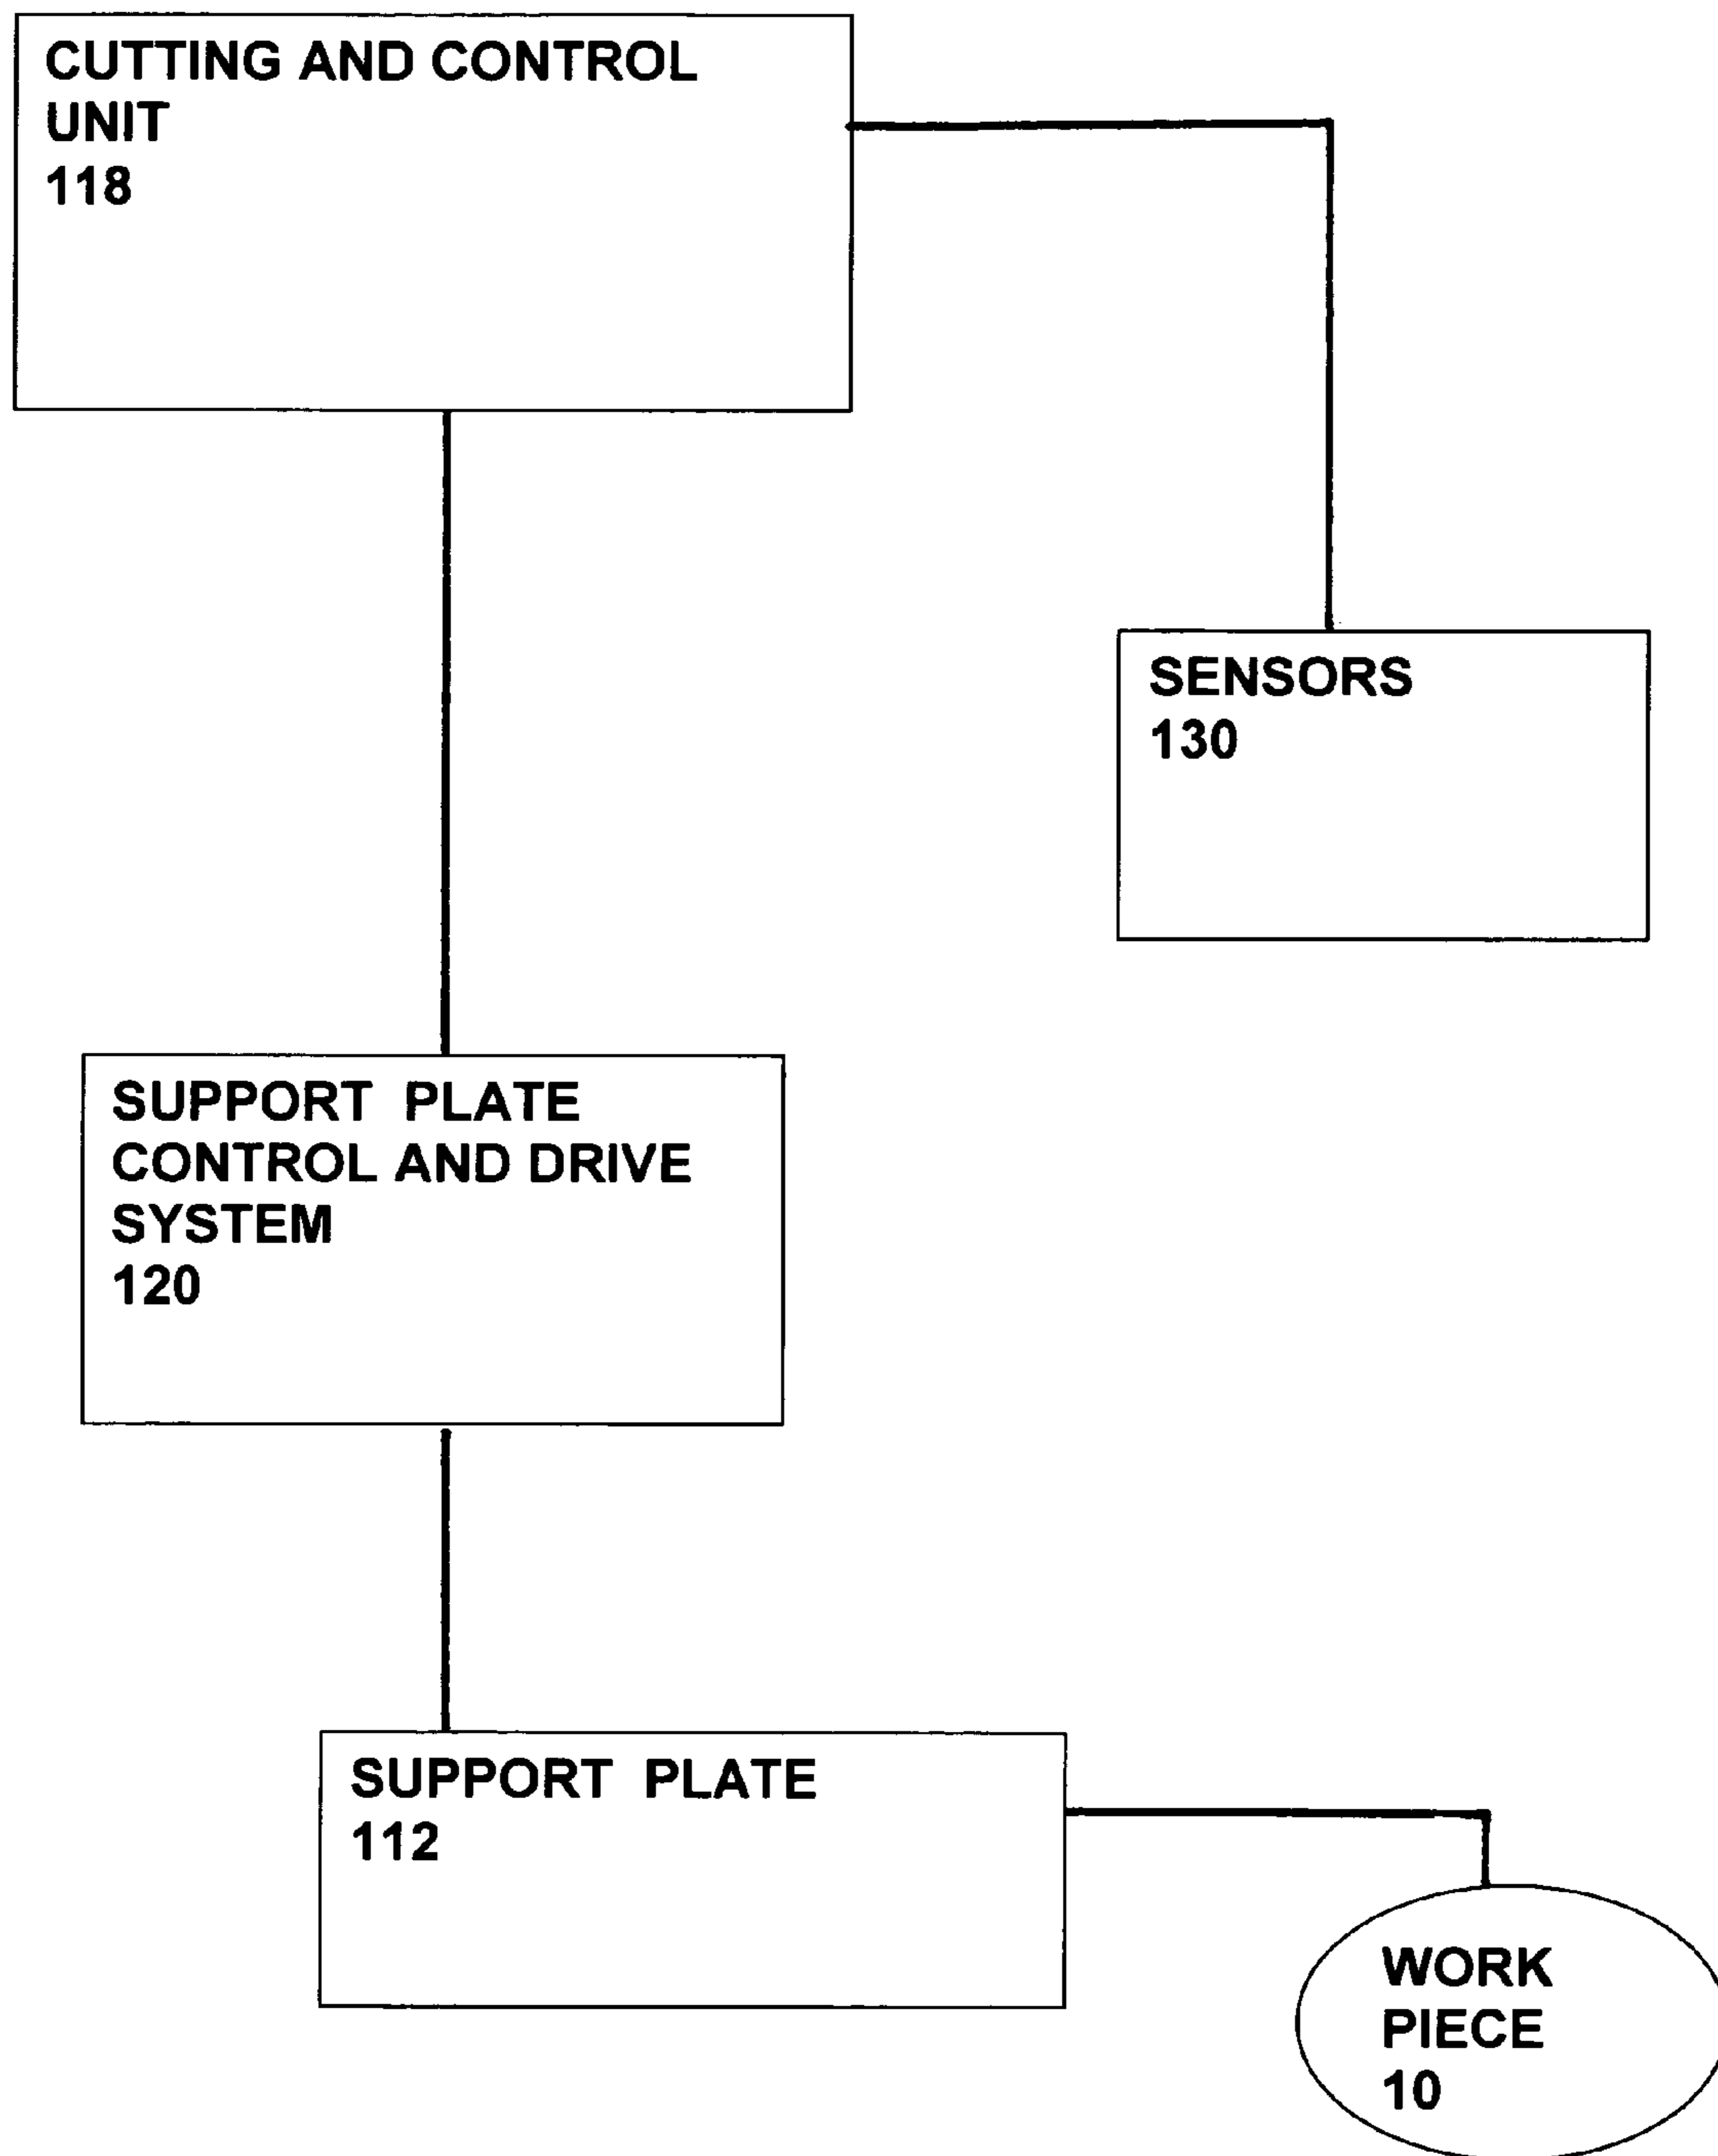 CUTTING AND CONTROL
UNIT
118
SENSORS
130
SUPPORT PLATE
CONTROL AND DRIVE
SYSTEM
120
SUPPORT PLATE
112
WORK
PIECE
10